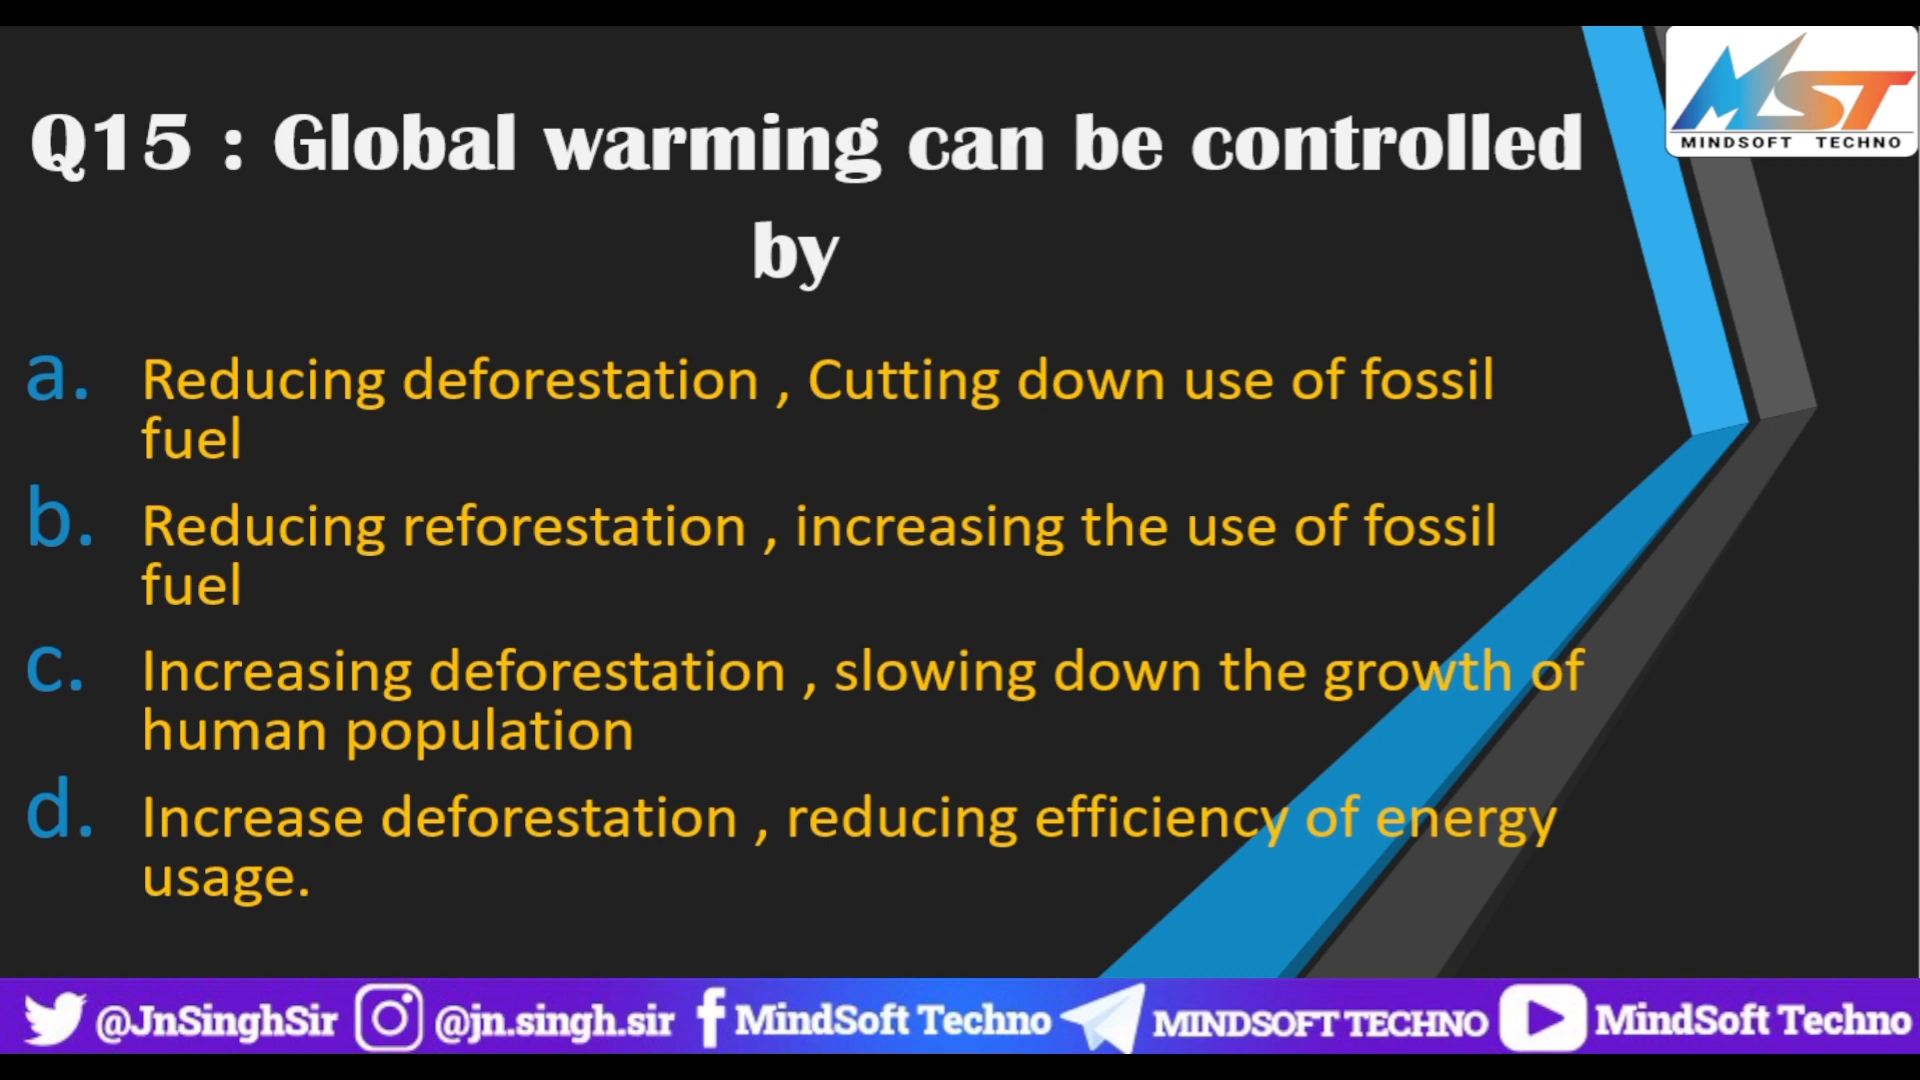 MST
MINDSOFT TECHNO
Q15 : Global warming can be controlled
by
a. Reducing deforestation , Cutting down use of fossil
fuel
b. Reducing reforestation , increasing the use of fossil
fuel
c. Increasing deforestation , slowing down the growth of
human population
d. Increase deforestation , reducing efficiency of energy
usage.
@JnSinghSir @jn.singh.sir MindSoft Techno MINDSOFT TECHNO MindSoft Techno